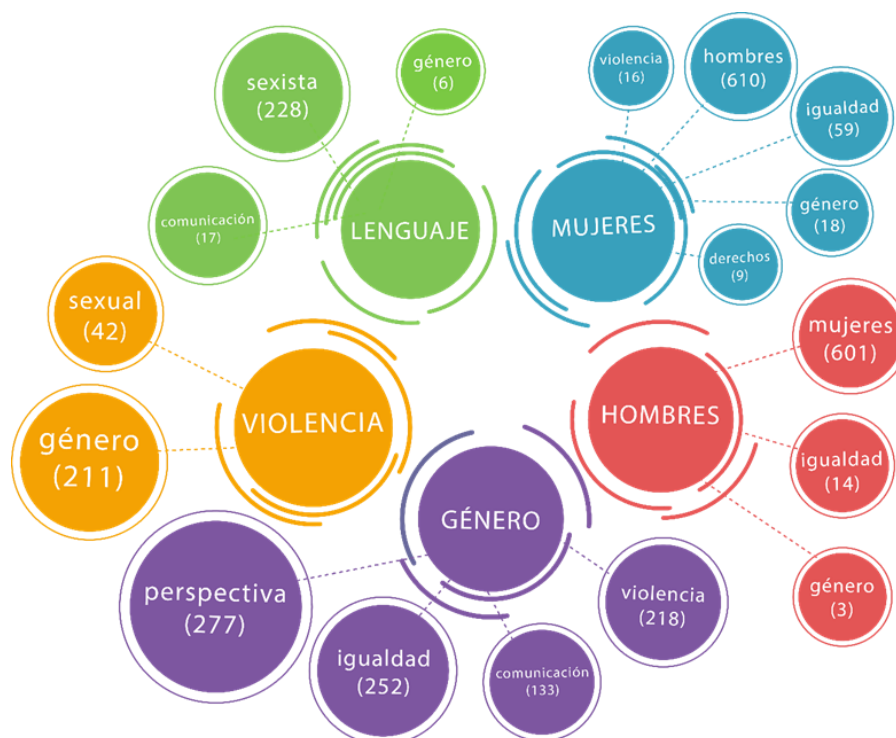 LENGUAJE
sexista
(228)
género
(6)
comunicación
(17)
MUJERES
violencia
(16)
hombres
(610)
igualdad
(59)
género
(18)
derechos
(9)
VIOLENCIA
sexual
(42)
género
(211)
HOMBRES
mujeres
(601)
igualdad
(14)
género
(3)
GÉNERO
perspectiva
(277)
igualdad
(252)
comunicación
(133)
violencia
(218)